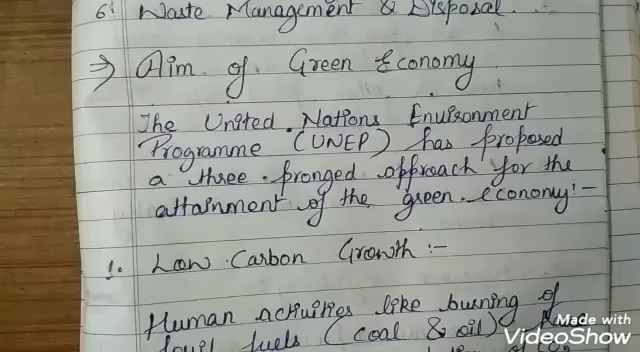 6: Waste Management & Disposal.
⇒ Aim of Green Economy
The United Nations Environment
Programme (UNEP) has proposed
a three pronged approach for the
attainment of the green economy:-
1. Low Carbon Growth :-
Human activities like burning of
fossil fuels (coal & oil)
Made with
VideoShow